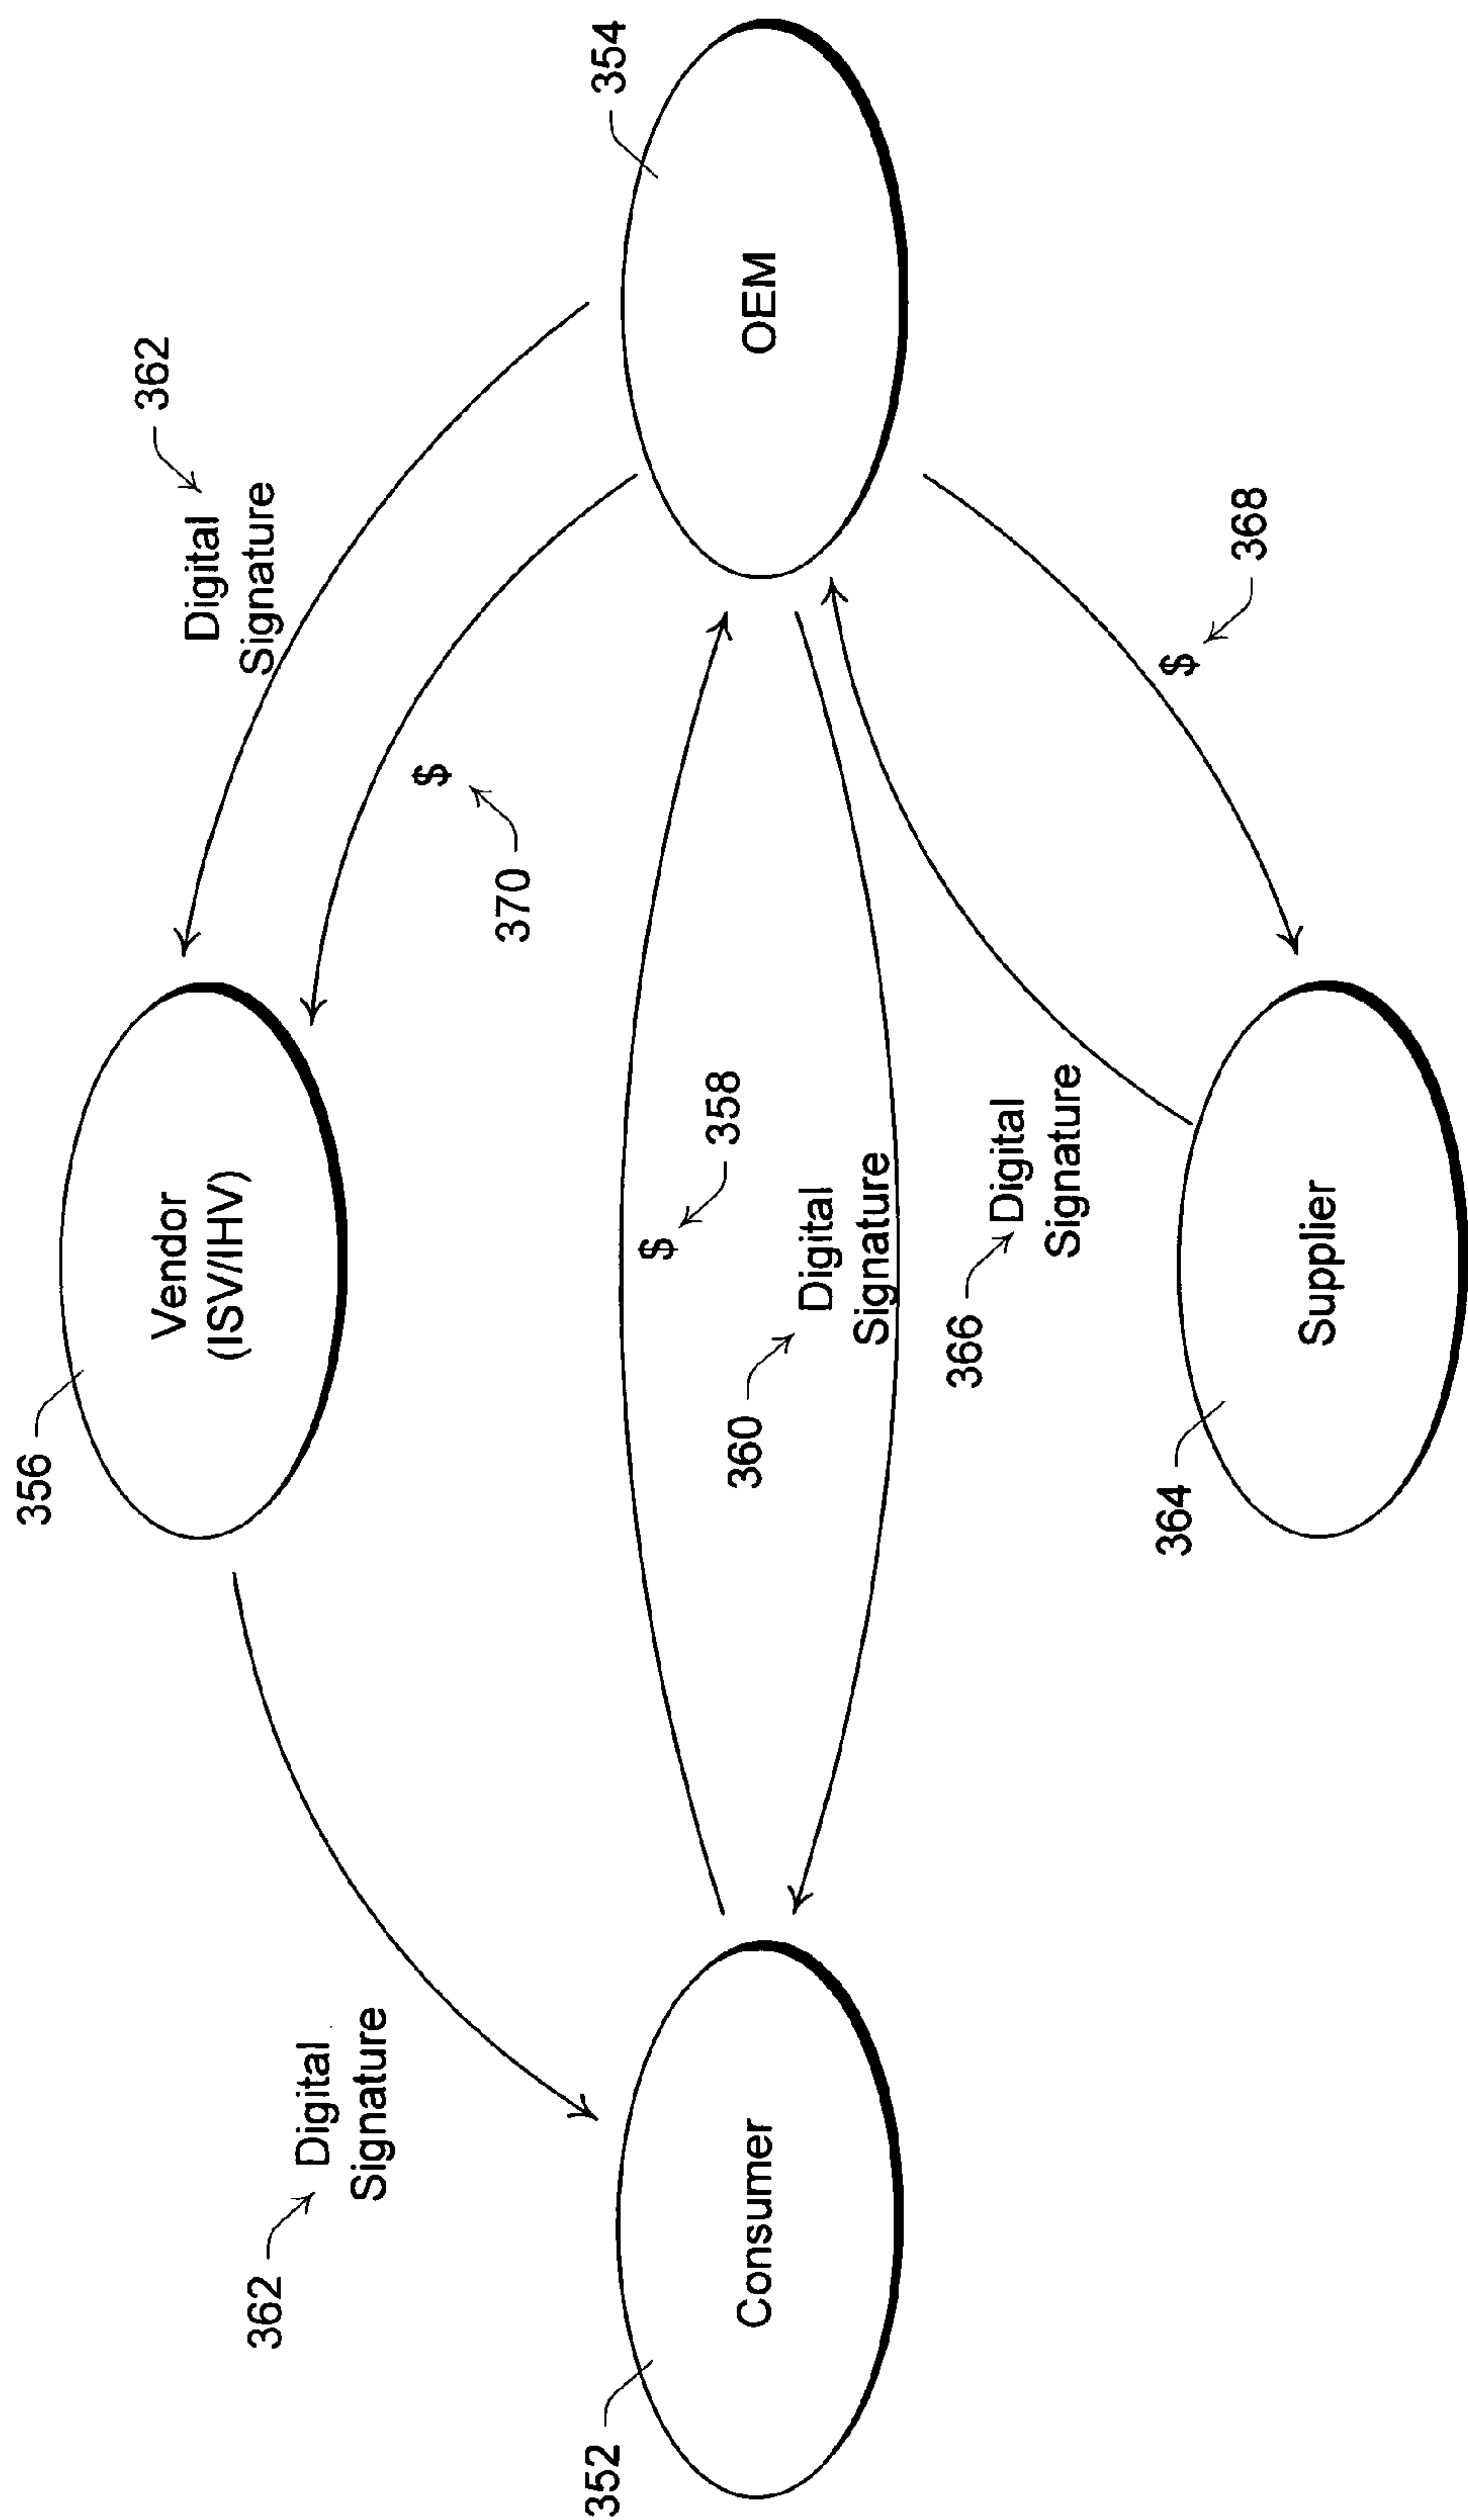 356
Vendor
(ISV/IHV)
362
Digital
Signature
362
Digital
Signature
$
370
352
Consumer
354
OEM
$
358
360
Digital
Signature
366
Digital
Signature
$
368
364
Supplier